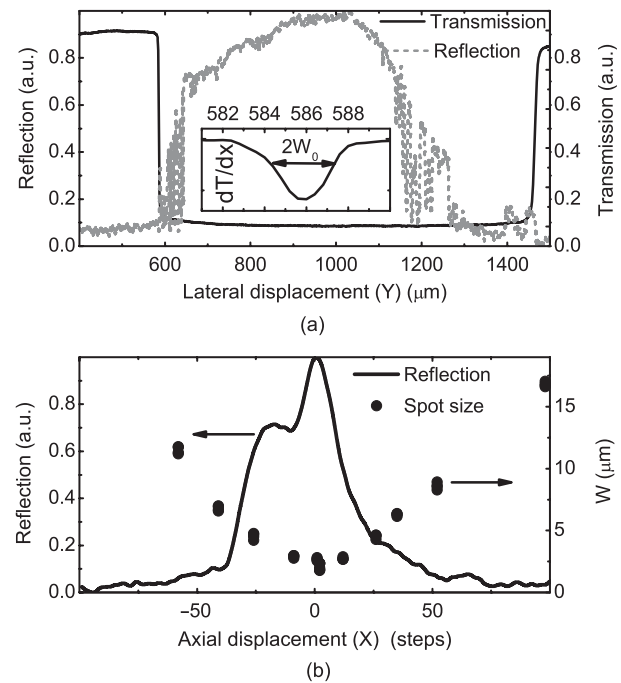 Transmission
Reflection
0.8
0.6
0.4
0.2
0.0
Reflection (a.u.)
582 584 586 588
2W₀
dT/dx
0.8
0.6
0.4
0.2
0.0
Transmission (a.u.)
600 800 1000 1200 1400
Lateral displacement (Y) (μm)
(a)
Reflection
Spot size
0.8
0.6
0.4
0.2
0.0
Reflection (a.u.)
15
10
5
0
W (μm)
−50 −25 0 25 50
Axial displacement (X) (steps)
(b)